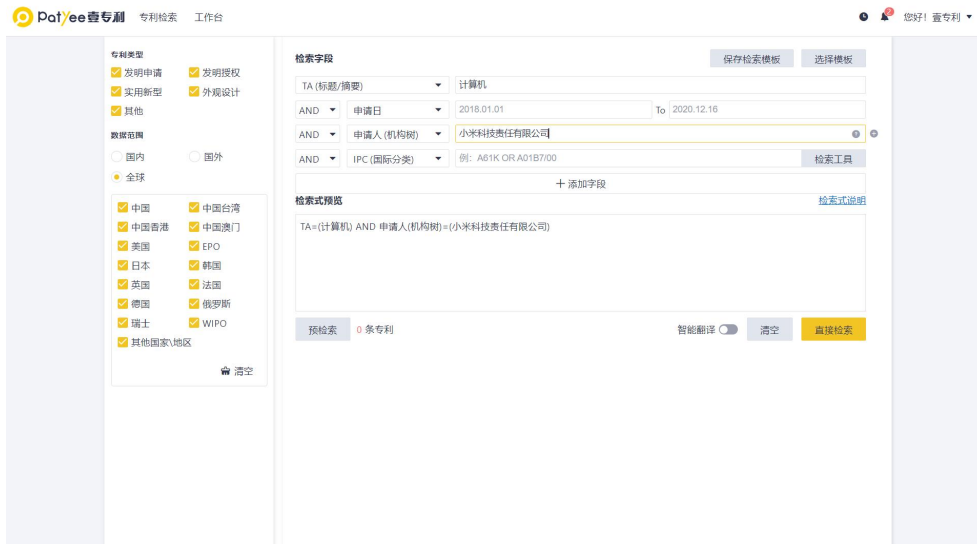 Patyee壹专利 专利检索 工作台 2 您好！壹专利
专利类型
发明申请 发明授权
实用新型 外观设计
其他
数据范围
国内 国外
全球
中国 中国台湾
中国香港 中国澳门
美国 EPO
日本 韩国
英国 法国
德国 俄罗斯
瑞士 WIPO
其他国家\地区
清空
检索字段 保存检索模板 选择模板
TA (标题/摘要) 计算机
AND 申请日 2018.01.01 To 2020.12.16
AND 申请人 (机构树) 小米科技责任有限公司
AND IPC (国际分类) 例：A61K OR A01B7/00 检索工具
添加字段
检索式预览 检索式说明
TA=(计算机) AND 申请人(机构树)=(小米科技责任有限公司)
预检索 0 条专利 智能翻译 清空 直接检索